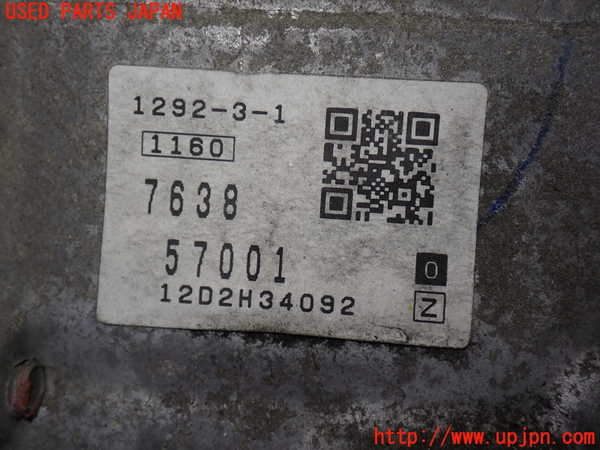 USED PARTS JAPAN
1292-3-1
1160
7638
57001
0
12D2H34092
Z
http://www.upjpn.com/